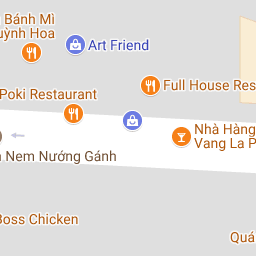 Bánh Mì
uỳnh Hoa
Art Friend
Full House Res
Poki Restaurant
Nhà Hàng
Vang La P
Nem Nướng Gánh
Boss Chicken
Quá